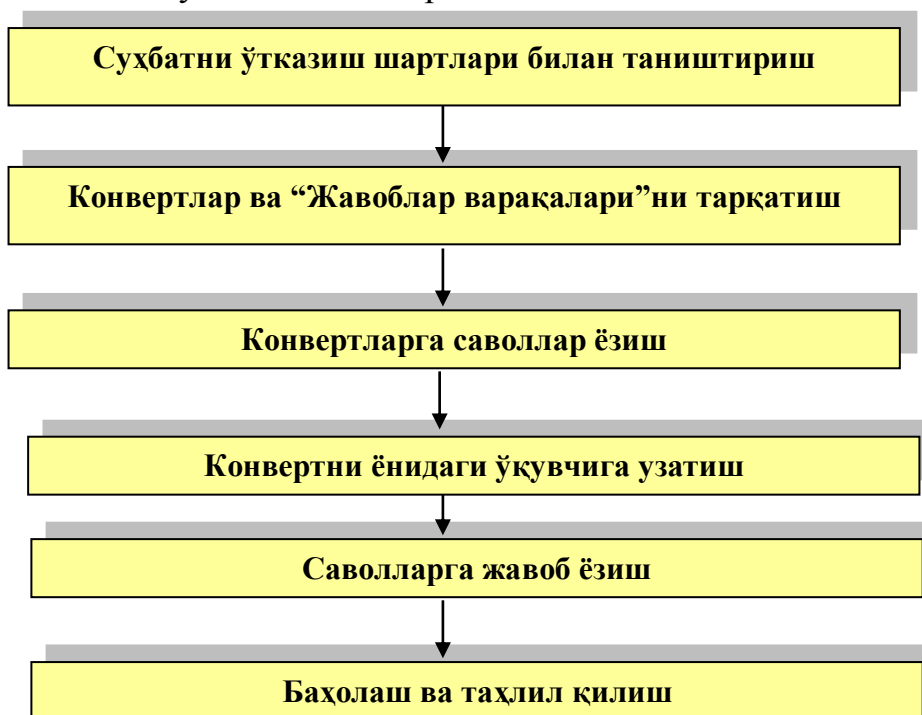 Суҳбатни ўтказиш шартлари билан таништириш
Конвертлар ва “Жавоблар варақалари”ни тарқатиш
Конвертларга саволлар ёзиш
Конвертни ёнидаги ўқувчига узатиш
Саволларга жавоб ёзиш
Баҳолаш ва таҳлил қилиш